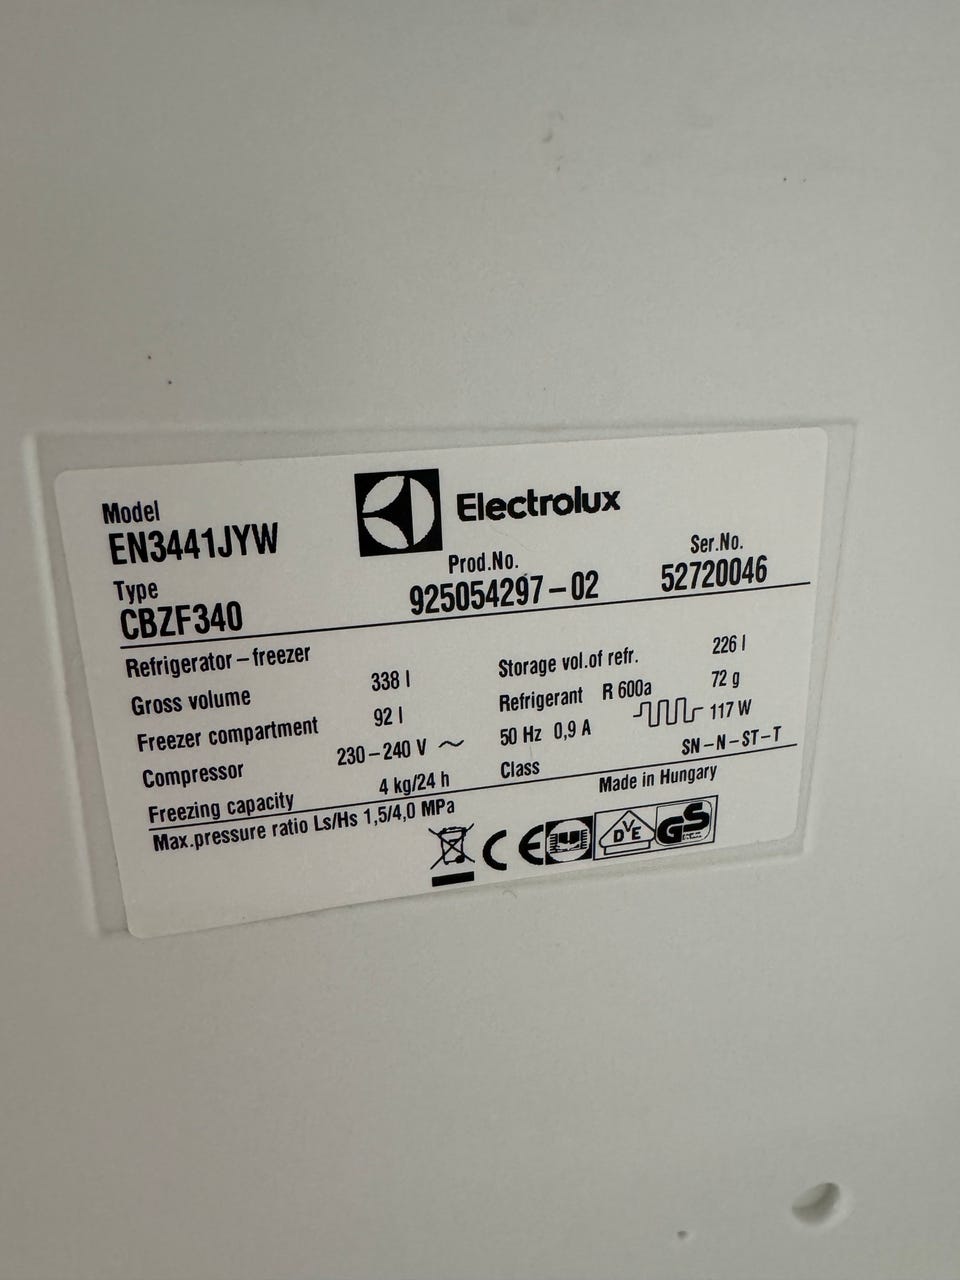 Model
EN3441JYW
Electrolux
Type
CBZF340
Prod.No.
925054297-02
Ser.No.
52720046
Refrigerator-freezer
Gross volume 338 l
Freezer compartment 92 l
Compressor 230-240 V ~
Freezing capacity 4 kg/24 h
Storage vol.of refr. 226 l
Refrigerant R 600a 72 g
50 Hz 0,9 A 117 W
Class SN-N-ST-T
Max.pressure ratio Ls/Hs 1,5/4,0 MPa
Made in Hungary
CE
DVE
GS